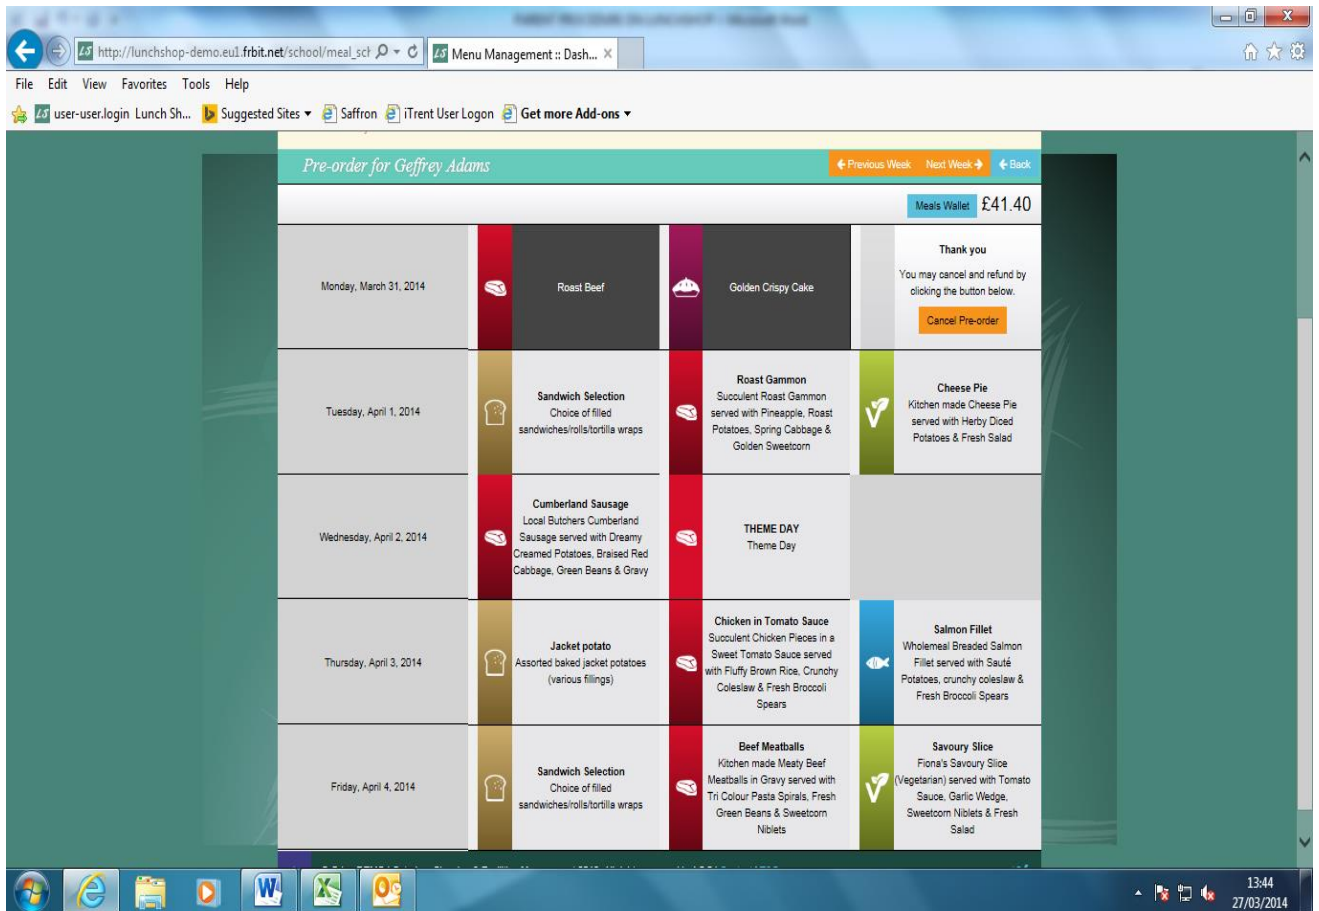 http://lunchshop-demo.eu1.frbit.net/school/meal_scl
Menu Management :: Dash...
File Edit View Favorites Tools Help
user-user.login Lunch Sh... Suggested Sites Saffron iTrent User Logon Get more Add-ons
Pre-order for Geffrey Adams
Previous Week Next Week Back
Meals Wallet £41.40
Monday, March 31, 2014
Roast Beef
Golden Crispy Cake
Thank you
You may cancel and refund by
clicking the button below.
Cancel Pre-order
Tuesday, April 1, 2014
Sandwich Selection
Choice of filled
sandwiches/rolls/tortilla wraps
Roast Gammon
Succulent Roast Gammon
served with Pineapple, Roast
Potatoes, Spring Cabbage &
Golden Sweetcorn
Cheese Pie
Kitchen made Cheese Pie
served with Herby Diced
Potatoes & Fresh Salad
Wednesday, April 2, 2014
Cumberland Sausage
Local Butchers Cumberland
Sausage served with Dreamy
Creamed Potatoes, Braised Red
Cabbage, Green Beans & Gravy
THEME DAY
Theme Day
Thursday, April 3, 2014
Jacket potato
Assorted baked jacket potatoes
(various fillings)
Chicken in Tomato Sauce
Succulent Chicken Pieces in a
Sweet Tomato Sauce served
with Fluffy Brown Rice, Crunchy
Coleslaw & Fresh Broccoli
Spears
Salmon Fillet
Wholemeal Breaded Salmon
Fillet served with Sauté
Potatoes, crunchy coleslaw &
Fresh Broccoli Spears
Friday, April 4, 2014
Sandwich Selection
Choice of filled
sandwiches/rolls/tortilla wraps
Beef Meatballs
Kitchen made Meaty Beef
Meatballs in Gravy served with
Tri Colour Pasta Spirals, Fresh
Green Beans & Sweetcorn
Niblets
Savoury Slice
Fiona's Savoury Slice
(Vegetarian) served with Tomato
Sauce, Garlic Wedge,
Sweetcorn Niblets & Fresh
Salad
13:44
27/03/2014